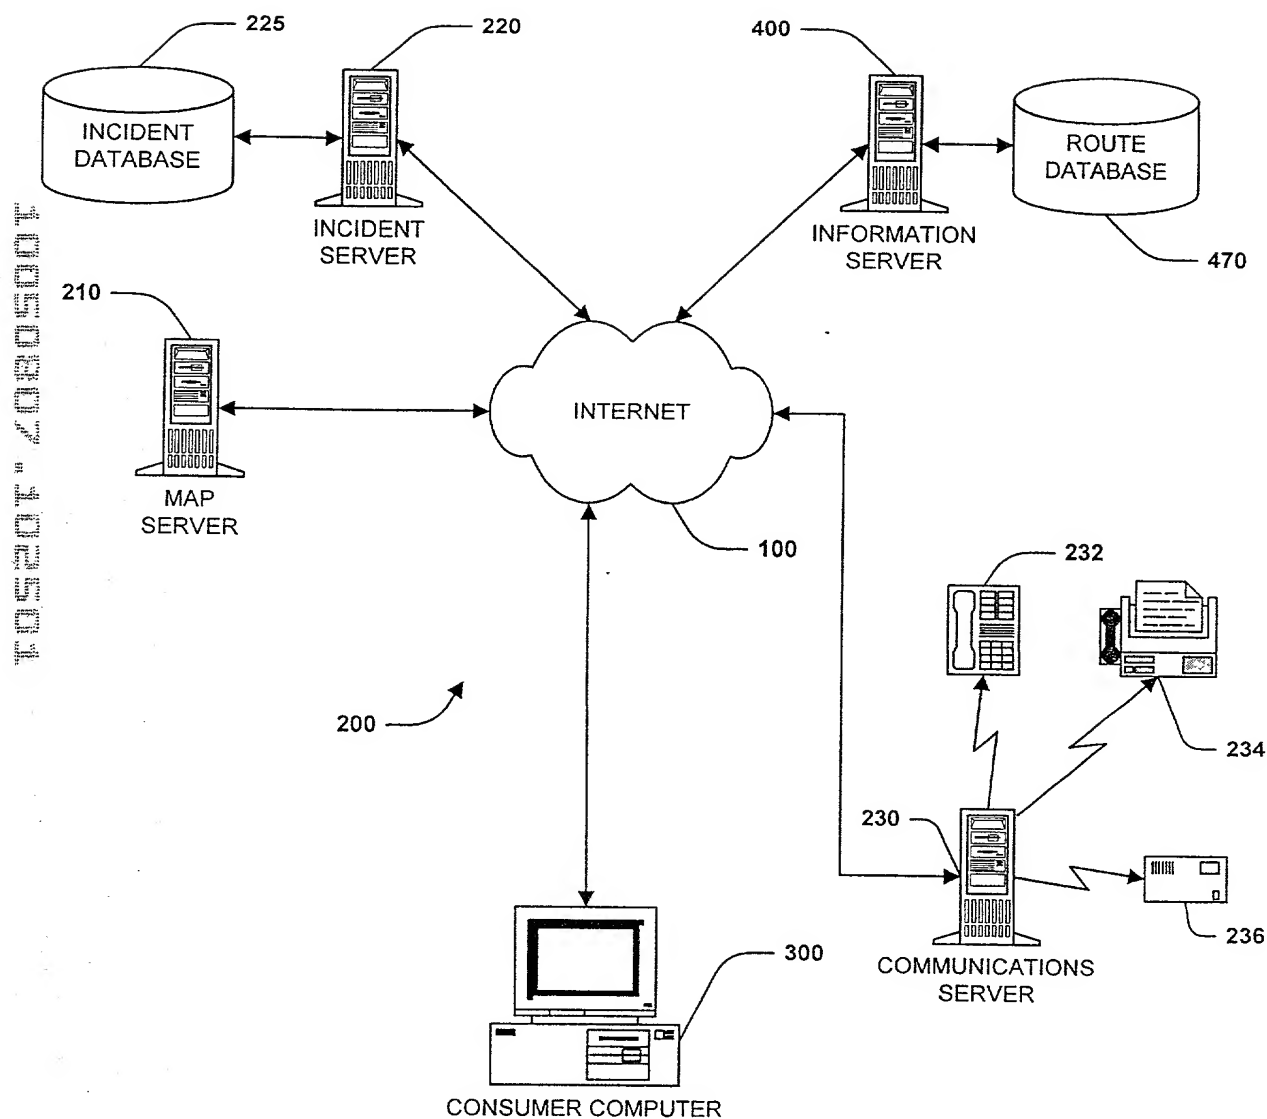 225
220
400
INCIDENT
DATABASE
ROUTE
DATABASE
INCIDENT
SERVER
INFORMATION
SERVER
470
210
INTERNET
MAP
SERVER
100
232
200
234
230
236
300
COMMUNICATIONS
SERVER
CONSUMER COMPUTER